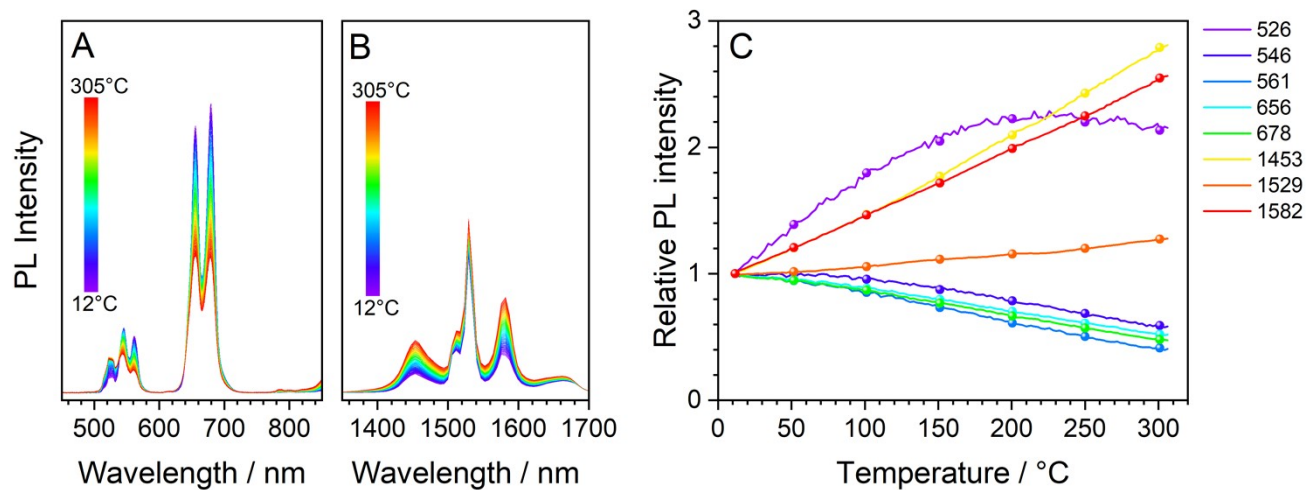 A
305°C
12°C
PL Intensity
500 600 700 800
Wavelength / nm
B
305°C
12°C
1400 1500 1600 1700
Wavelength / nm
C
3
2
1
0
Relative PL intensity
0 50 100 150 200 250 300
Temperature / °C
526
546
561
656
678
1453
1529
1582